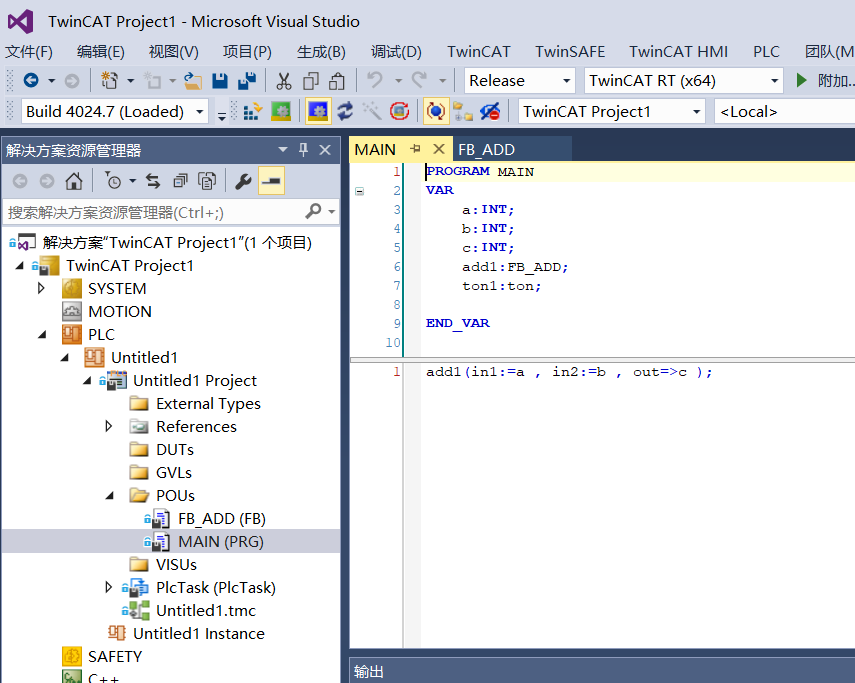 TwinCAT Project1 - Microsoft Visual Studio
文件(F) 编辑(E) 视图(V) 项目(P) 生成(B) 调试(D) TwinCAT TwinSAFE TwinCAT HMI PLC 团队(M
Release TwinCAT RT (x64) 附加...
Build 4024.7 (Loaded) TwinCAT Project1 <Local>
解决方案资源管理器
搜索解决方案资源管理器(Ctrl+;)
解决方案"TwinCAT Project1"(1 个项目)
TwinCAT Project1
SYSTEM
MOTION
PLC
Untitled1
Untitled1 Project
External Types
References
DUTs
GVLs
POUs
FB_ADD (FB)
MAIN (PRG)
VISUs
PlcTask (PlcTask)
Untitled1.tmc
Untitled1 Instance
SAFETY
C++
MAIN FB_ADD
1 PROGRAM MAIN
2 VAR
3 a:INT;
4 b:INT;
5 c:INT;
6 add1:FB_ADD;
7 ton1:ton;
8
9 END_VAR
10
1 add1(in1:=a , in2:=b , out=>c );
输出